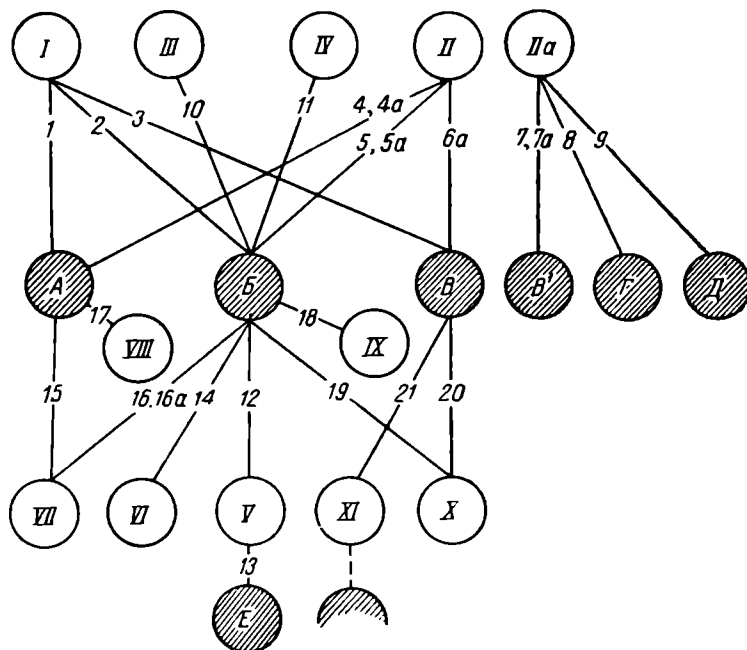 I III IV II IIa
1 2 3 10 11 4, 4a 5, 5a 6a 7, 7a 8 9
А Б В В' Г Д
17 VIII 18 IX
15 16, 16a 14 12 19 21 20
VII VI V XI X
13
Е